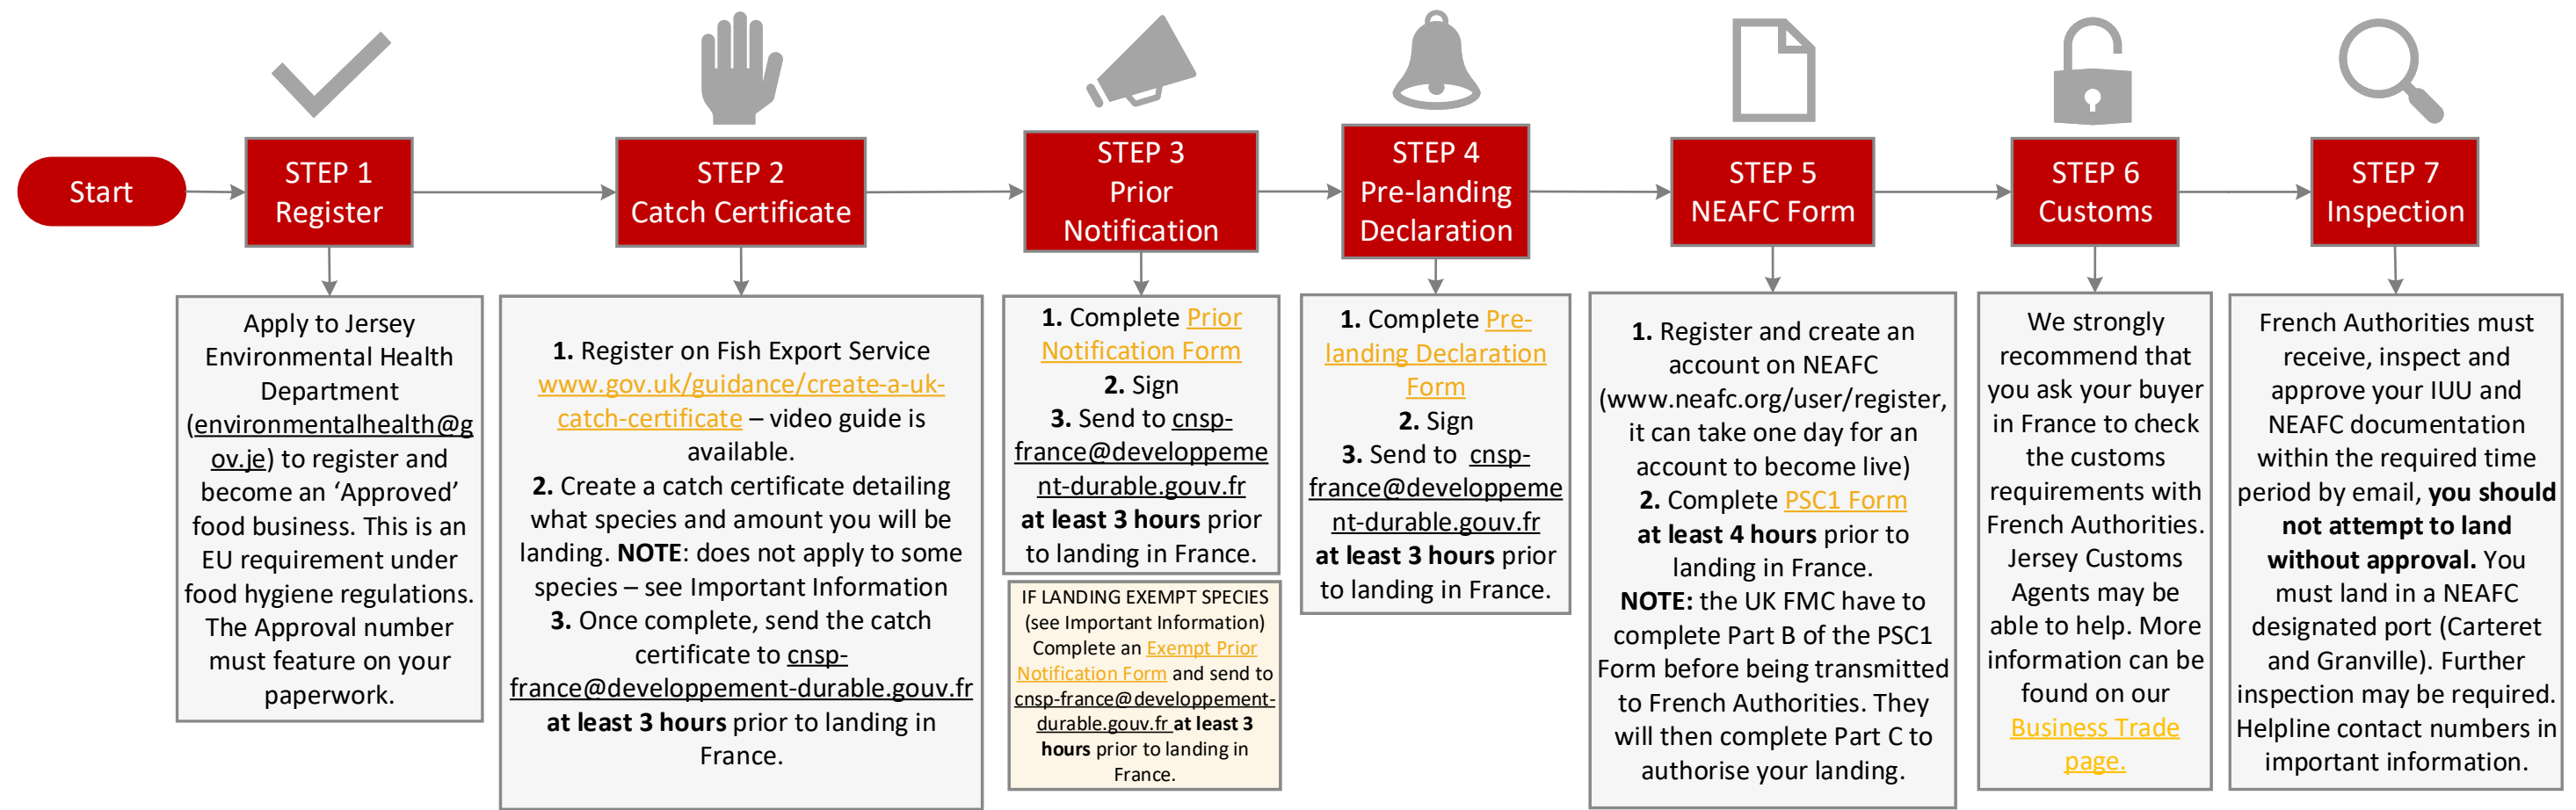 Start
STEP 1
Register
STEP 2
Catch Certificate
STEP 3
Prior
Notification
STEP 4
Pre-landing
Declaration
STEP 5
NEAFC Form
STEP 6
Customs
STEP 7
Inspection
Apply to Jersey
Environmental Health
Department
(environmentalhealth@g
ov.je) to register and
become an ‘Approved’
food business. This is an
EU requirement under
food hygiene regulations.
The Approval number
must feature on your
paperwork.
1. Register on Fish Export Service
www.gov.uk/guidance/create-a-uk-
catch-certificate – video guide is
available.
2. Create a catch certificate detailing
what species and amount you will be
landing. NOTE: does not apply to some
species – see Important Information
3. Once complete, send the catch
certificate to cnsp-
france@developpement-durable.gouv.fr
at least 3 hours prior to landing in
France.
1. Complete Prior
Notification Form
2. Sign
3. Send to cnsp-
france@developpeme
nt-durable.gouv.fr
at least 3 hours prior
to landing in France.
IF LANDING EXEMPT SPECIES
(see Important Information)
Complete an Exempt Prior
Notification Form and send to
cnsp-france@developpement-
durable.gouv.fr at least 3
hours prior to landing in
France.
1. Complete Pre-
landing Declaration
Form
2. Sign
3. Send to cnsp-
france@developpeme
nt-durable.gouv.fr
at least 3 hours prior
to landing in France.
1. Register and create an
account on NEAFC
(www.neafc.org/user/register,
it can take one day for an
account to become live)
2. Complete PSC1 Form
at least 4 hours prior to
landing in France.
NOTE: the UK FMC have to
complete Part B of the PSC1
Form before being transmitted
to French Authorities. They
will then complete Part C to
authorise your landing.
We strongly
recommend that
you ask your buyer
in France to check
the customs
requirements with
French Authorities.
Jersey Customs
Agents may be
able to help. More
information can be
found on our
Business Trade
page.
French Authorities must
receive, inspect and
approve your IUU and
NEAFC documentation
within the required time
period by email, you should
not attempt to land
without approval. You
must land in a NEAFC
designated port (Carteret
and Granville). Further
inspection may be required.
Helpline contact numbers in
important information.